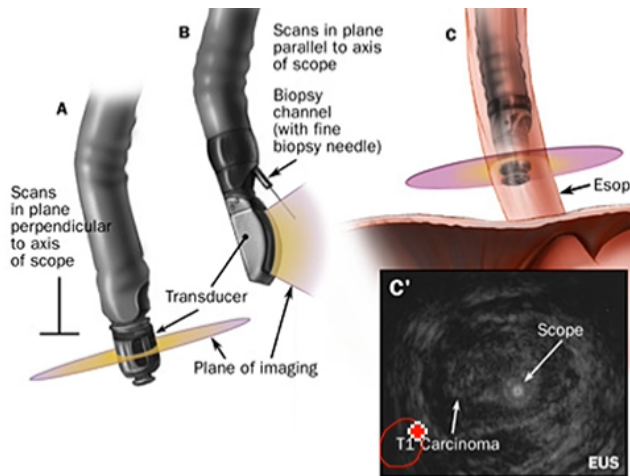 A
Scans
in plane
perpendicular
to axis
of scope
B
Scans in plane
parallel to axis
of scope
Biopsy
channel
(with fine
biopsy needle)
Transducer
Plane of imaging
C
Esop
C'
Scope
T1 Carcinoma
EUS